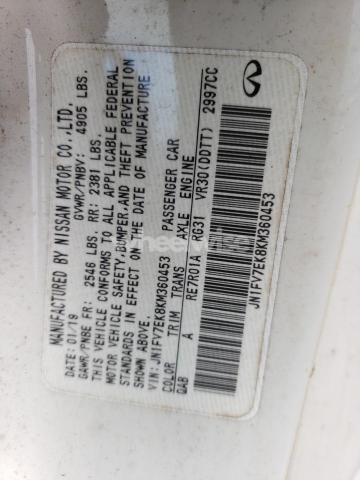 MANUFACTURED BY NISSAN MOTOR CO.,LTD.
DATE: 01/19 GVWR/PNBV: 4905 LBS.
GAWR/PNBE FR: 2546 LBS. RR: 2381 LBS.
THIS VEHICLE CONFORMS TO ALL APPLICABLE FEDERAL
MOTOR VEHICLE SAFETY,BUMPER,AND THEFT PREVENTION
STANDARDS IN EFFECT ON THE DATE OF MANUFACTURE
SHOWN ABOVE.
VIN: JN1FV7EK8KM360453 PASSENGER CAR
COLOR TRIM TRANS AXLE ENGINE
QAB A RE7R01A RG31 VR30(DDTT) 2997CC
JN1FV7EK8KM360453